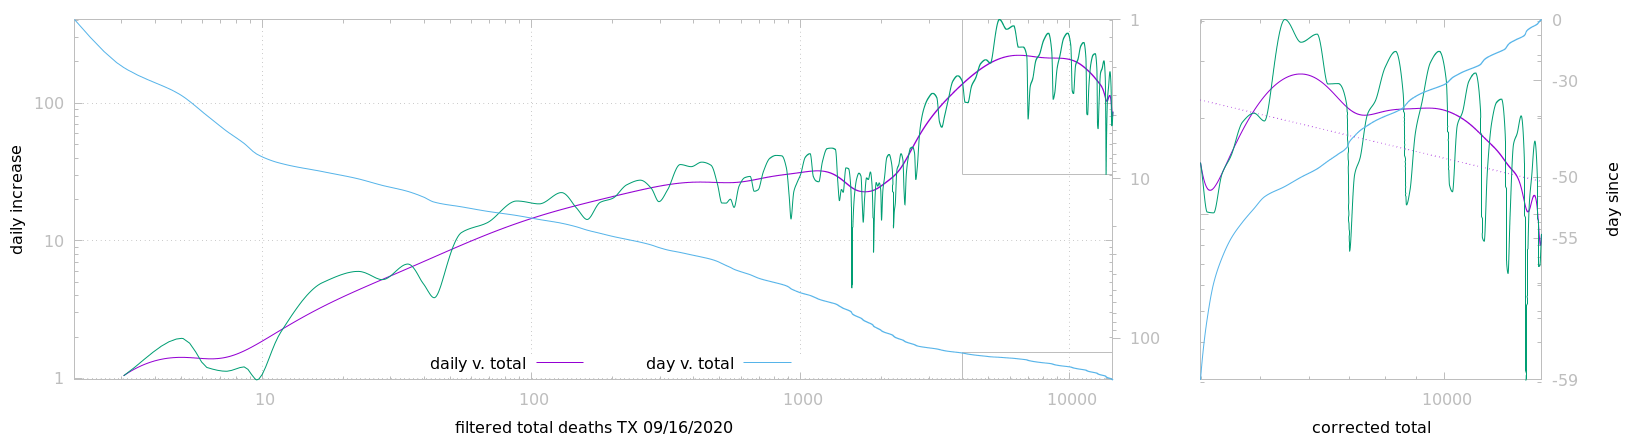 daily increase
100
10
1
daily v. total
day v. total
10
100
1000
10000
filtered total deaths TX 09/16/2020
1
10
100
0
-30
-50
-55
-59
day since
10000
corrected total